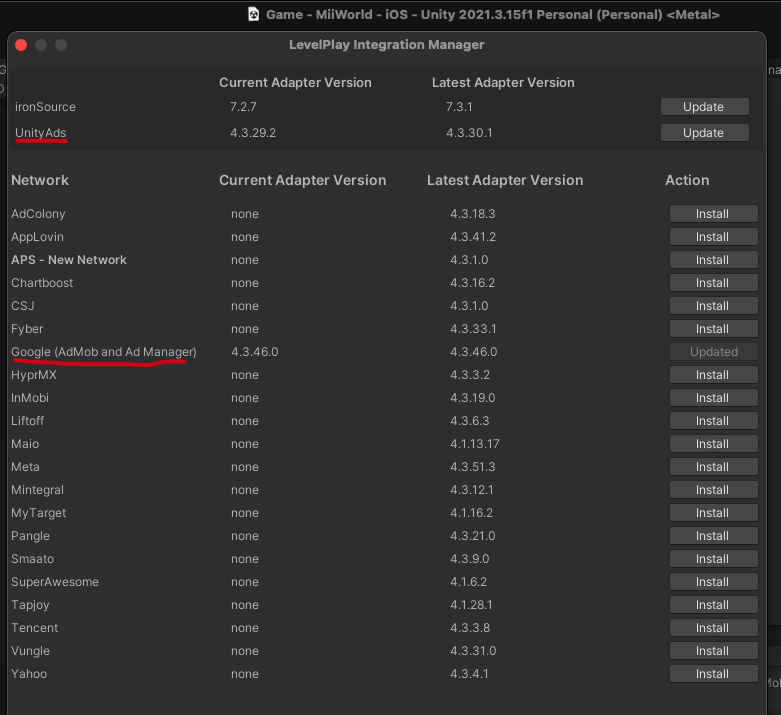 Game - MiiWorld - iOS - Unity 2021.3.15f1 Personal (Personal) <Metal>
LevelPlay Integration Manager
Current Adapter Version Latest Adapter Version
ironSource 7.2.7 7.3.1 Update
UnityAds 4.3.29.2 4.3.30.1 Update
Network Current Adapter Version Latest Adapter Version Action
AdColony none 4.3.18.3 Install
AppLovin none 4.3.41.2 Install
APS - New Network none 4.3.1.0 Install
Chartboost none 4.3.16.2 Install
CSJ none 4.3.1.0 Install
Fyber none 4.3.33.1 Install
Google (AdMob and Ad Manager) 4.3.46.0 4.3.46.0 Updated
HyprMX none 4.3.3.2 Install
InMobi none 4.3.19.0 Install
Liftoff none 4.3.6.3 Install
Maio none 4.1.13.17 Install
Meta none 4.3.51.3 Install
Mintegral none 4.3.12.1 Install
MyTarget none 4.1.16.2 Install
Pangle none 4.3.21.0 Install
Smaato none 4.3.9.0 Install
SuperAwesome none 4.1.6.2 Install
Tapjoy none 4.1.28.1 Install
Tencent none 4.3.3.8 Install
Vungle none 4.3.31.0 Install
Yahoo none 4.3.4.1 Install